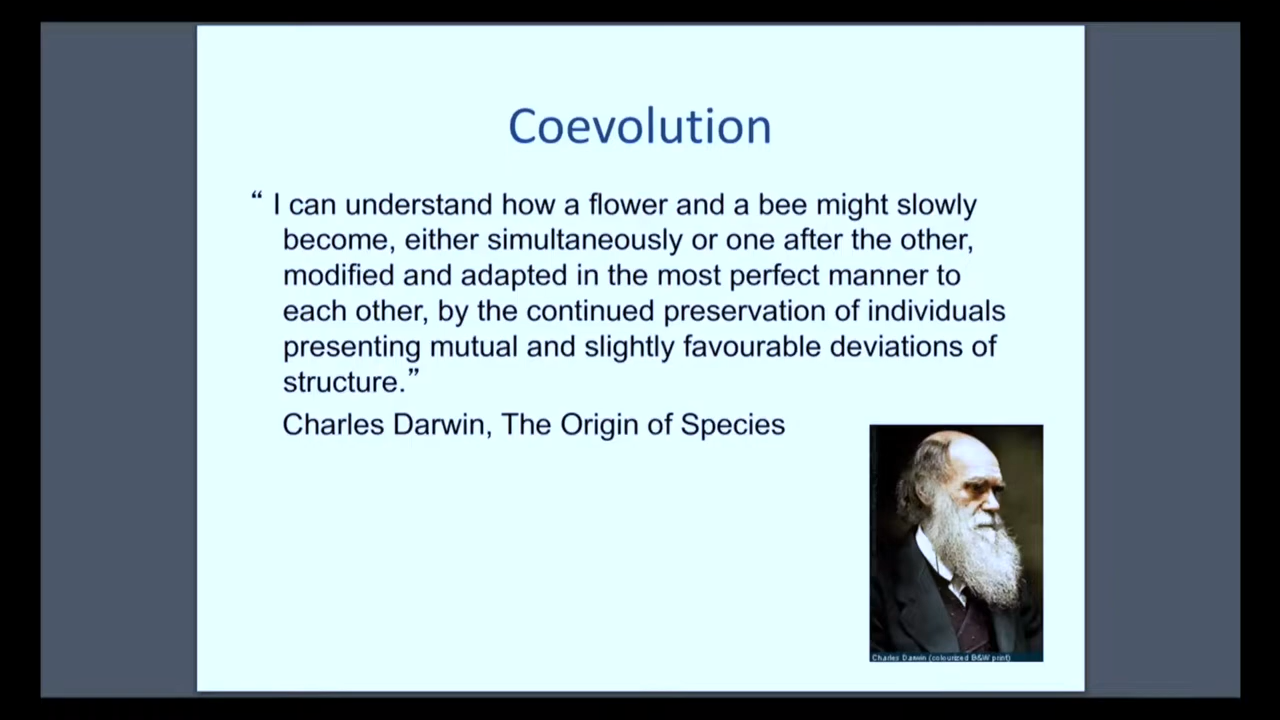 Coevolution
“ I can understand how a flower and a bee might slowly
become, either simultaneously or one after the other,
modified and adapted in the most perfect manner to
each other, by the continued preservation of individuals
presenting mutual and slightly favourable deviations of
structure.”
Charles Darwin, The Origin of Species
Charles Darwin (colourized B&W print)